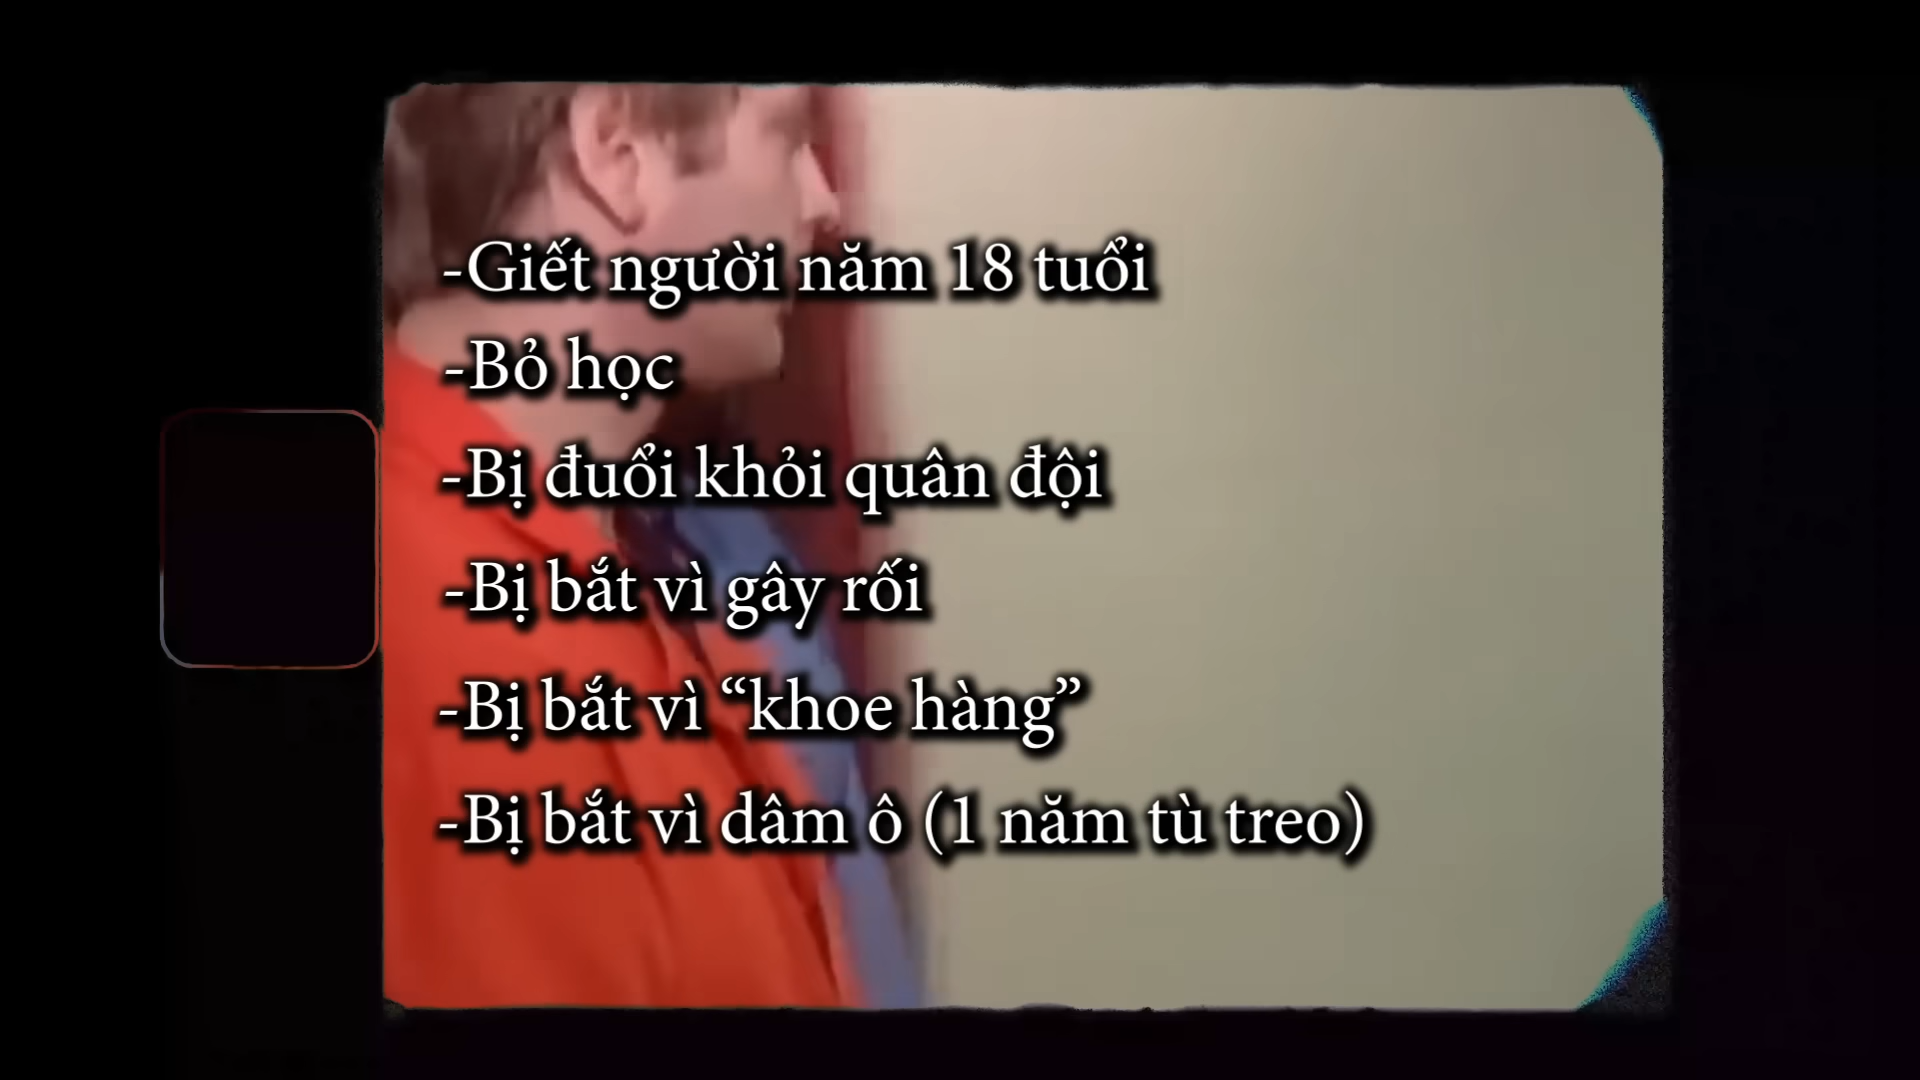 -Giết người năm 18 tuổi
-Bỏ học
-Bị đuổi khỏi quân đội
-Bị bắt vì gây rối
-Bị bắt vì “khoe hàng”
-Bị bắt vì dâm ô (1 năm tù treo)